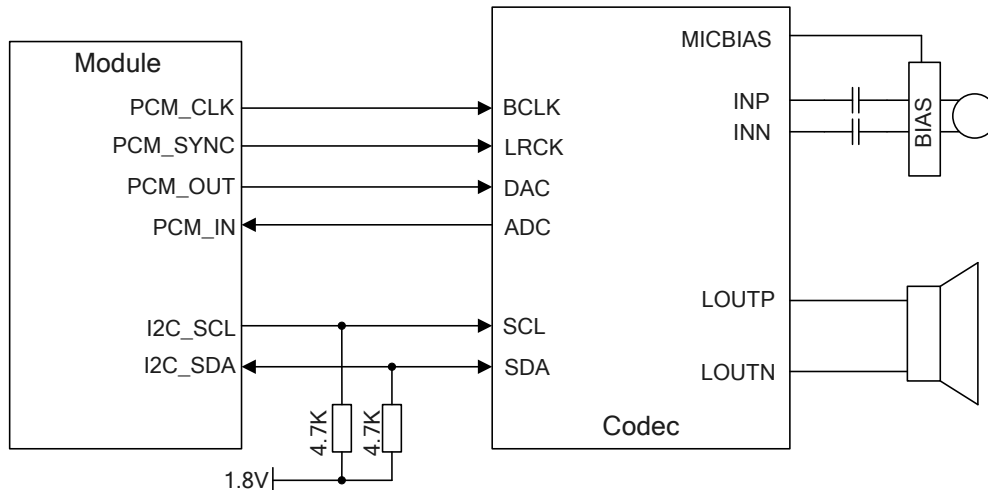 Module
PCM_CLK
PCM_SYNC
PCM_OUT
PCM_IN
I2C_SCL
I2C_SDA
4.7K
4.7K
1.8V
BCLK
LRCK
DAC
ADC
SCL
SDA
Codec
MICBIAS
INP
INN
LOUTP
LOUTN
BIAS